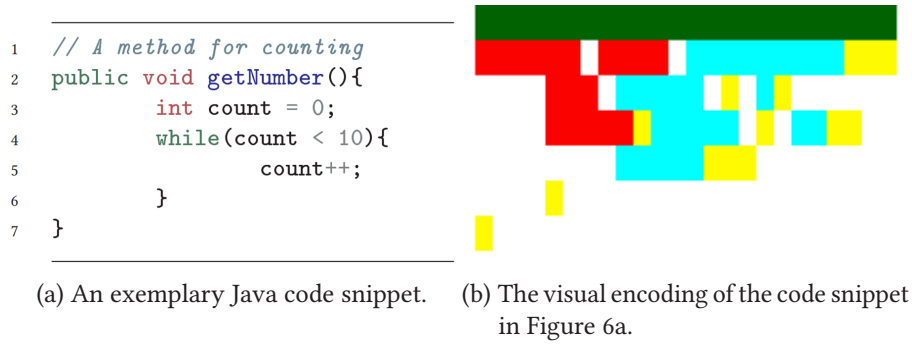 1 // A method for counting
2 public void getNumber(){
3 int count = 0;
4 while(count < 10){
5 count++;
6 }
7 }
(a) An exemplary Java code snippet.
(b) The visual encoding of the code snippet
in Figure 6a.